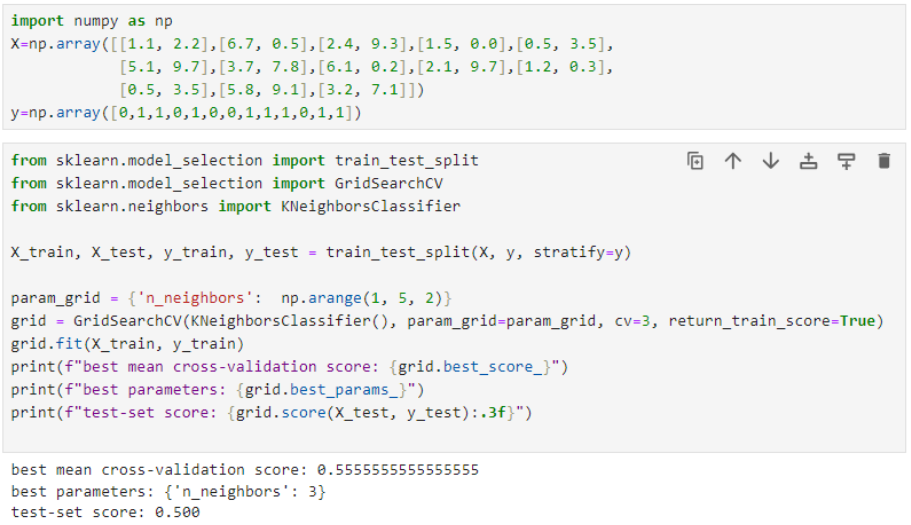 import numpy as np
X=np.array([[1.1, 2.2],[6.7, 0.5],[2.4, 9.3],[1.5, 0.0],[0.5, 3.5],
[5.1, 9.7],[3.7, 7.8],[6.1, 0.2],[2.1, 9.7],[1.2, 0.3],
[0.5, 3.5],[5.8, 9.1],[3.2, 7.1]])
y=np.array([0,1,1,0,1,0,0,1,1,1,0,1,1])
from sklearn.model_selection import train_test_split
from sklearn.model_selection import GridSearchCV
from sklearn.neighbors import KNeighborsClassifier
X_train, X_test, y_train, y_test = train_test_split(X, y, stratify=y)
param_grid = {'n_neighbors':  np.arange(1, 5, 2)}
grid = GridSearchCV(KNeighborsClassifier(), param_grid=param_grid, cv=3, return_train_score=True)
grid.fit(X_train, y_train)
print(f"best mean cross-validation score: {grid.best_score_}")
print(f"best parameters: {grid.best_params_}")
print(f"test-set score: {grid.score(X_test, y_test):.3f}")
best mean cross-validation score: 0.5555555555555555
best parameters: {'n_neighbors': 3}
test-set score: 0.500